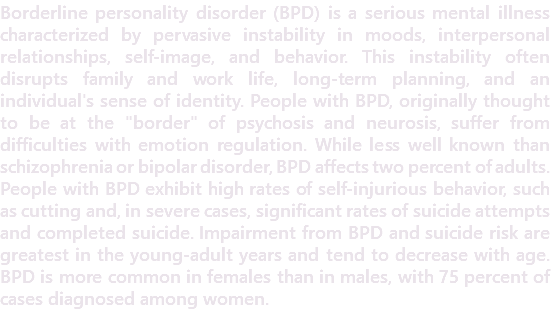 Borderline personality disorder (BPD) is a serious mental illness
characterized by pervasive instability in moods, interpersonal
relationships, self-image, and behavior. This instability often
disrupts family and work life, long-term planning, and an
individual's sense of identity. People with BPD, originally thought
to be at the "border" of psychosis and neurosis, suffer from
difficulties with emotion regulation. While less well known than
schizophrenia or bipolar disorder, BPD affects two percent of adults.
People with BPD exhibit high rates of self-injurious behavior, such
as cutting and, in severe cases, significant rates of suicide attempts
and completed suicide. Impairment from BPD and suicide risk are
greatest in the young-adult years and tend to decrease with age.
BPD is more common in females than in males, with 75 percent of
cases diagnosed among women.